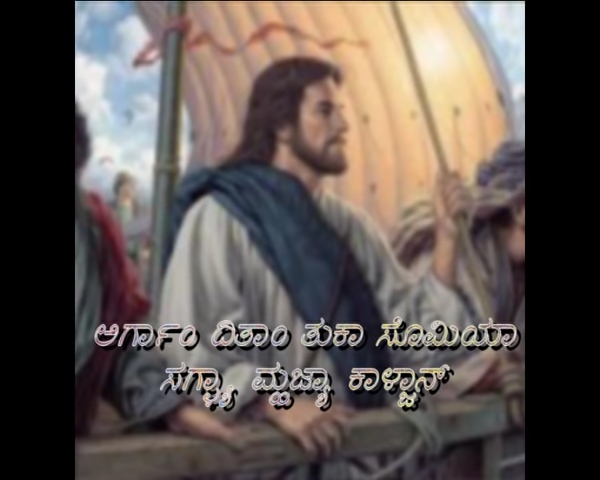 ಅರ್ಗಾಂ ದಿತಾಂ ತುಕಾ ಸೊಮಿಯಾ
ಸಗ್ಳ್ಯಾ ಮ್ಹಜ್ಯಾ ಕಾಳ್ಜಾನ್